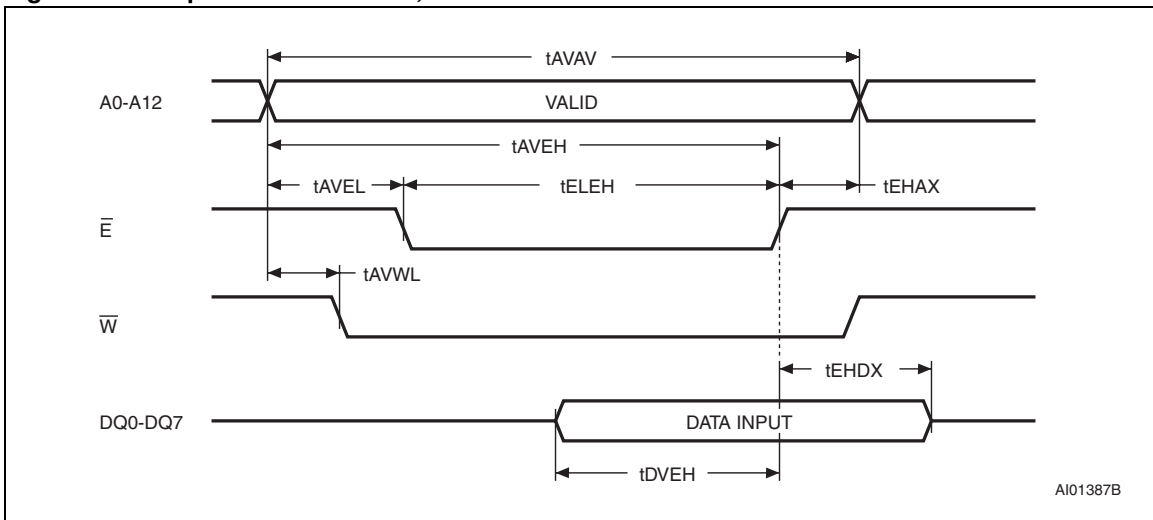 tAVAV
A0-A12
VALID
tAVEH
tAVEL
tELEH
tEHAX
E̅
tAVWL
W̅
tEHDX
DQ0-DQ7
DATA INPUT
tDVEH
AI01387B